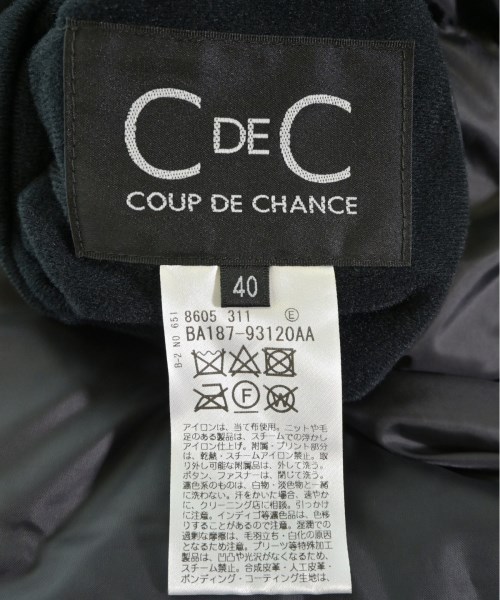 C DE C
COUP DE CHANCE
40
8605 311 E
BA187-93120AA
B-2 NO 651
F W
アイロンは、当て布使用。ニットや毛
足のある製品は、スチームでの浮かし
アイロン仕上げ。プリント部分
は、乾燥・スチームアイロン禁止。取
り外し可能な附属品は、外して洗う。
ボタン、ファスナーは、閉じて洗う。
濃色系のものは、白物・淡色物と一緒
に洗わない。汗をかいた場合、速やか
に、クリーニング店に相談。引っかけ
に注意。インディゴ等濃色品は、色移
りすることがあるので注意。湿潤での
過剰な摩擦は、毛羽立ち・白化の原因
となるため注意。プリーツ等特殊加工
製品は、凹凸や光沢がなくなるため、
スチーム禁止。合成皮革・人工皮革・
ボンディング・コーティング生地は、